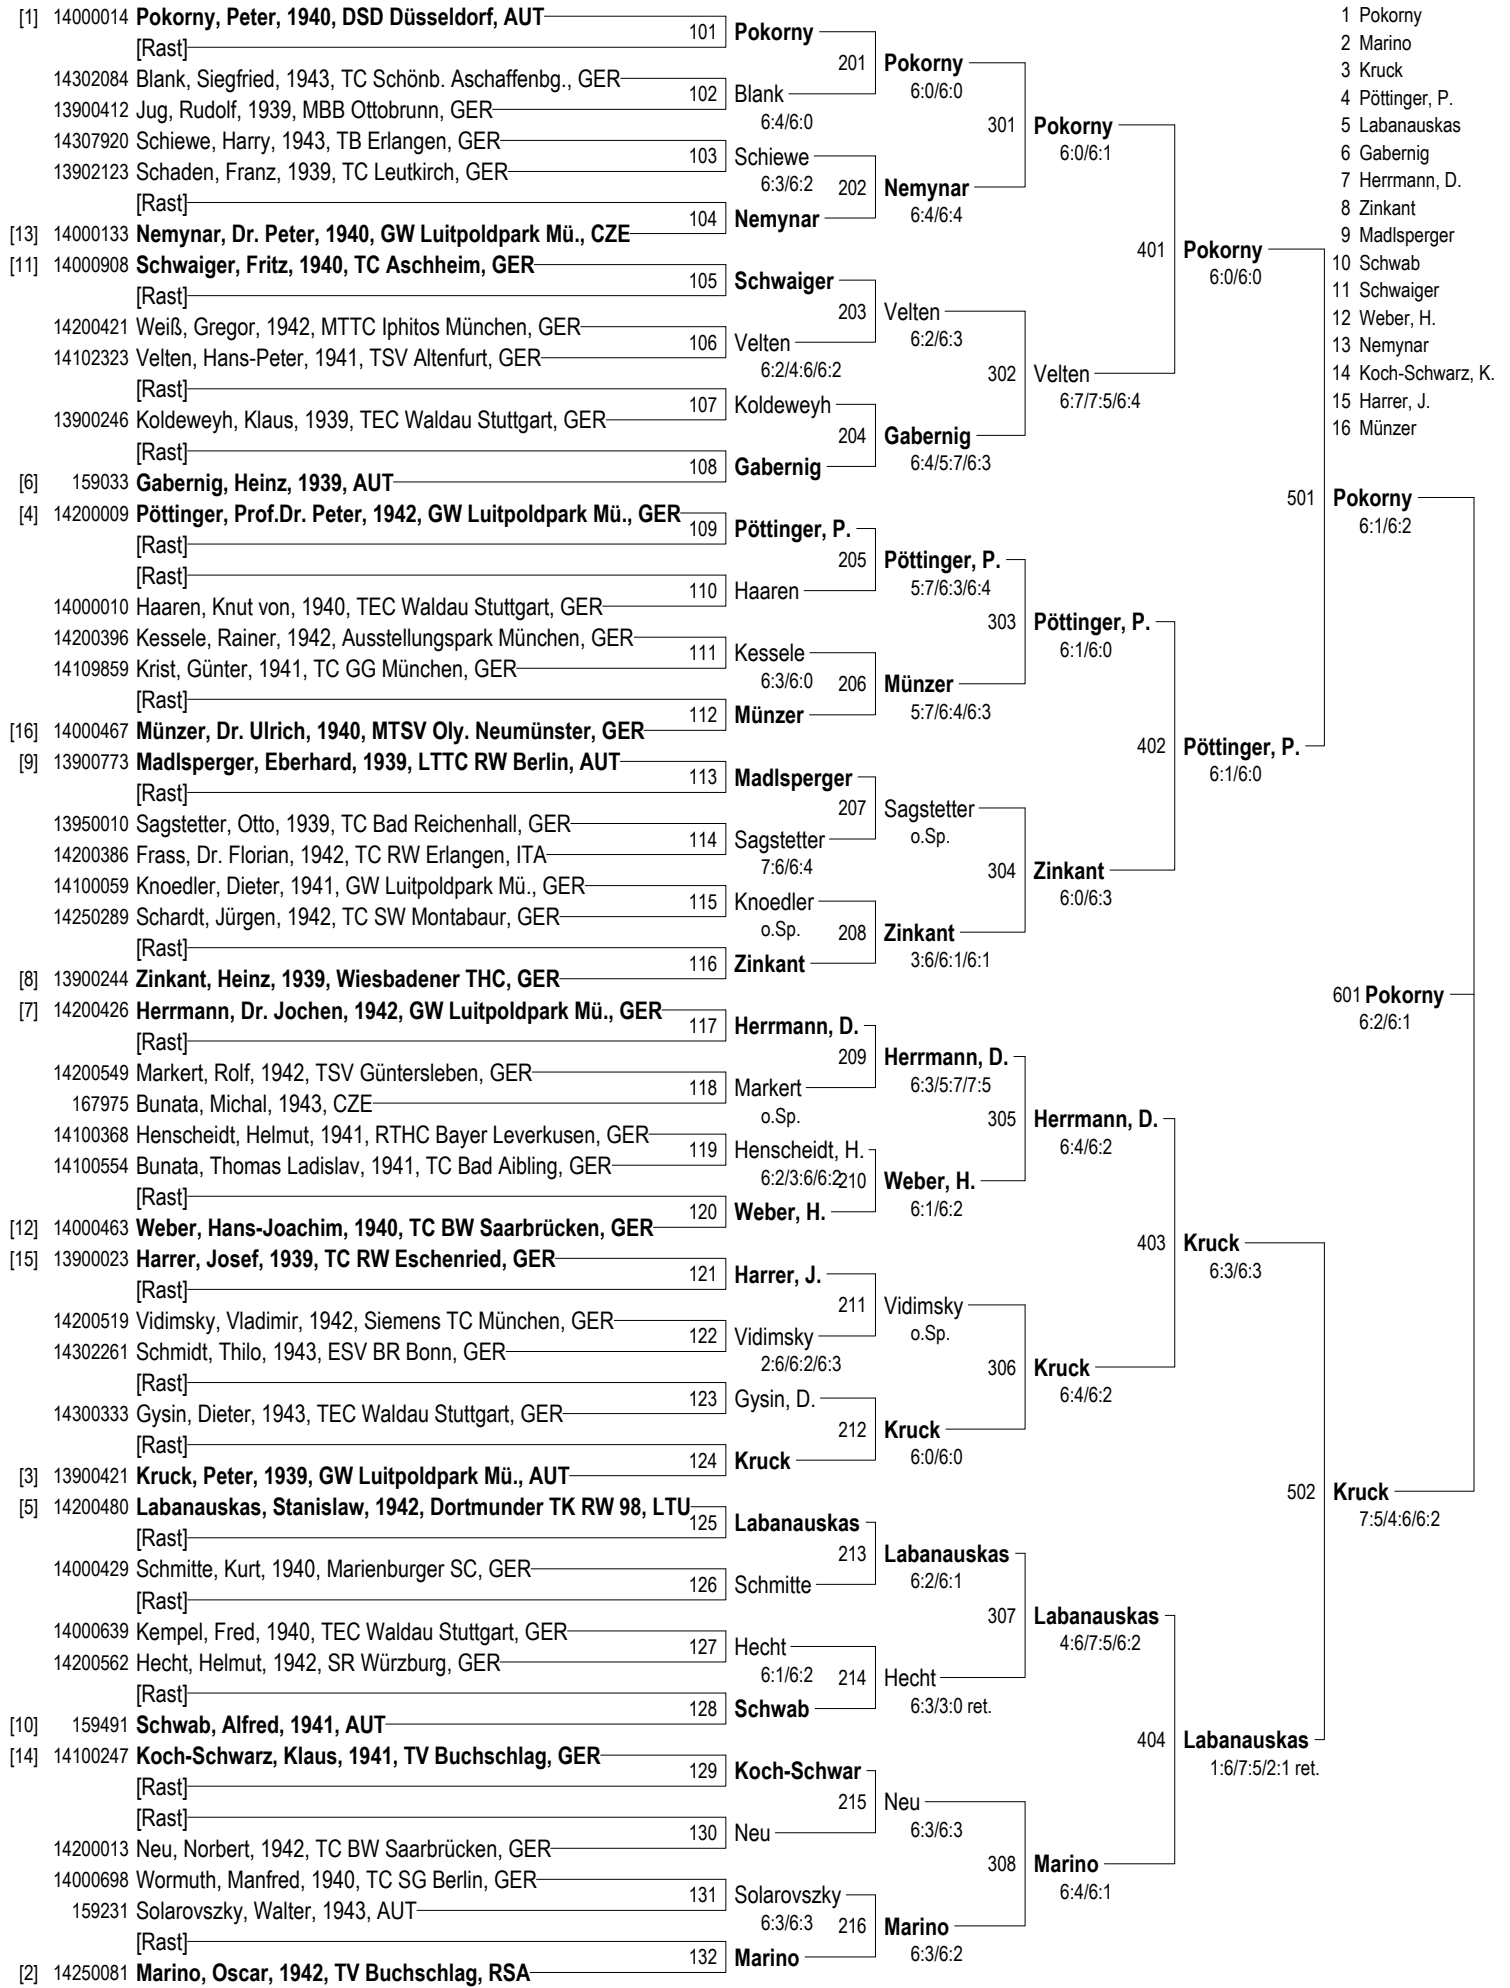 [1] 14000014 Pokorny, Peter, 1940, DSD Düsseldorf, AUT
[Rast]
14302084 Blank, Siegfried, 1943, TC Schönb. Aschaffenbg., GER
13900412 Jug, Rudolf, 1939, MBB Ottobrunn, GER
14307920 Schiewe, Harry, 1943, TB Erlangen, GER
13902123 Schaden, Franz, 1939, TC Leutkirch, GER
[Rast]
[13] 14000133 Nemynar, Dr. Peter, 1940, GW Luitpoldpark Mü., CZE
[11] 14000908 Schwaiger, Fritz, 1940, TC Aschheim, GER
[Rast]
14200421 Weiß, Gregor, 1942, MTTC Iphitos München, GER
14102323 Velten, Hans-Peter, 1941, TSV Altenfurt, GER
[Rast]
13900246 Koldeweyh, Klaus, 1939, TEC Waldau Stuttgart, GER
[Rast]
[6] 159033 Gabernig, Heinz, 1939, AUT
[4] 14200009 Pöttinger, Prof.Dr. Peter, 1942, GW Luitpoldpark Mü., GER
[Rast]
[Rast]
14000010 Haaren, Knut von, 1940, TEC Waldau Stuttgart, GER
14200396 Kessele, Rainer, 1942, Ausstellungspark München, GER
14109859 Krist, Günter, 1941, TC GG München, GER
[Rast]
[16] 14000467 Münzer, Dr. Ulrich, 1940, MTSV Oly. Neumünster, GER
[9] 13900773 Madlsperger, Eberhard, 1939, LTTC RW Berlin, AUT
[Rast]
13950010 Sagstetter, Otto, 1939, TC Bad Reichenhall, GER
14200386 Frass, Dr. Florian, 1942, TC RW Erlangen, ITA
14100059 Knoedler, Dieter, 1941, GW Luitpoldpark Mü., GER
14250289 Schardt, Jürgen, 1942, TC SW Montabaur, GER
[Rast]
[8] 13900244 Zinkant, Heinz, 1939, Wiesbadener THC, GER
[7] 14200426 Herrmann, Dr. Jochen, 1942, GW Luitpoldpark Mü., GER
[Rast]
14200549 Markert, Rolf, 1942, TSV Güntersleben, GER
167975 Bunata, Michal, 1943, CZE
14100368 Henscheidt, Helmut, 1941, RTHC Bayer Leverkusen, GER
14100554 Bunata, Thomas Ladislav, 1941, TC Bad Aibling, GER
[Rast]
[12] 14000463 Weber, Hans-Joachim, 1940, TC BW Saarbrücken, GER
[15] 13900023 Harrer, Josef, 1939, TC RW Eschenried, GER
[Rast]
14200519 Vidimsky, Vladimir, 1942, Siemens TC München, GER
14302261 Schmidt, Thilo, 1943, ESV BR Bonn, GER
[Rast]
14300333 Gysin, Dieter, 1943, TEC Waldau Stuttgart, GER
[Rast]
[3] 13900421 Kruck, Peter, 1939, GW Luitpoldpark Mü., AUT
[5] 14200480 Labanauskas, Stanislaw, 1942, Dortmunder TK RW 98, LTU
[Rast]
14000429 Schmitte, Kurt, 1940, Marienburger SC, GER
[Rast]
14000639 Kempel, Fred, 1940, TEC Waldau Stuttgart, GER
14200562 Hecht, Helmut, 1942, SR Würzburg, GER
[Rast]
[10] 159491 Schwab, Alfred, 1941, AUT
[14] 14100247 Koch-Schwarz, Klaus, 1941, TV Buchschlag, GER
[Rast]
[Rast]
14200013 Neu, Norbert, 1942, TC BW Saarbrücken, GER
14000698 Wormuth, Manfred, 1940, TC SG Berlin, GER
159231 Solarovszky, Walter, 1943, AUT
[Rast]
[2] 14250081 Marino, Oscar, 1942, TV Buchschlag, RSA
101 Pokorny
102 Blank
6:4/6:0
103 Schiewe
6:3/6:2
104 Nemynar
105 Schwaiger
106 Velten
6:2/4:6/6:2
107 Koldeweyh
108 Gabernig
109 Pöttinger, P.
110 Haaren
111 Kessele
6:3/6:0
112 Münzer
113 Madlsperger
114 Sagstetter
7:6/6:4
115 Knoedler
o.Sp.
116 Zinkant
117 Herrmann, D.
118 Markert
o.Sp.
119 Henscheidt, H.
6:2/3:6/6:2
120 Weber, H.
121 Harrer, J.
122 Vidimsky
2:6/6:2/6:3
123 Gysin, D.
124 Kruck
125 Labanauskas
126 Schmitte
127 Hecht
6:1/6:2
128 Schwab
129 Koch-Schwar
130 Neu
131 Solarovszky
6:3/6:3
132 Marino
201 Pokorny
6:0/6:0
202 Nemynar
6:4/6:4
203 Velten
6:2/6:3
204 Gabernig
6:4/5:7/6:3
205 Pöttinger, P.
5:7/6:3/6:4
206 Münzer
5:7/6:4/6:3
207 Sagstetter
o.Sp.
208 Zinkant
3:6/6:1/6:1
209 Herrmann, D.
6:3/5:7/7:5
210 Weber, H.
6:1/6:2
211 Vidimsky
o.Sp.
212 Kruck
6:0/6:0
213 Labanauskas
6:2/6:1
214 Hecht
6:3/3:0 ret.
215 Neu
6:3/6:3
216 Marino
6:3/6:2
301 Pokorny
6:0/6:1
302 Velten
6:7/7:5/6:4
303 Pöttinger, P.
6:1/6:0
304 Zinkant
6:0/6:3
305 Herrmann, D.
6:4/6:2
306 Kruck
6:4/6:2
307 Labanauskas
4:6/7:5/6:2
308 Marino
6:4/6:1
401 Pokorny
6:0/6:0
402 Pöttinger, P.
6:1/6:0
403 Kruck
6:3/6:3
404 Labanauskas
1:6/7:5/2:1 ret.
501 Pokorny
6:1/6:2
502 Kruck
7:5/4:6/6:2
601 Pokorny
6:2/6:1
1 Pokorny
2 Marino
3 Kruck
4 Pöttinger, P.
5 Labanauskas
6 Gabernig
7 Herrmann, D.
8 Zinkant
9 Madlsperger
10 Schwab
11 Schwaiger
12 Weber, H.
13 Nemynar
14 Koch-Schwarz, K.
15 Harrer, J.
16 Münzer